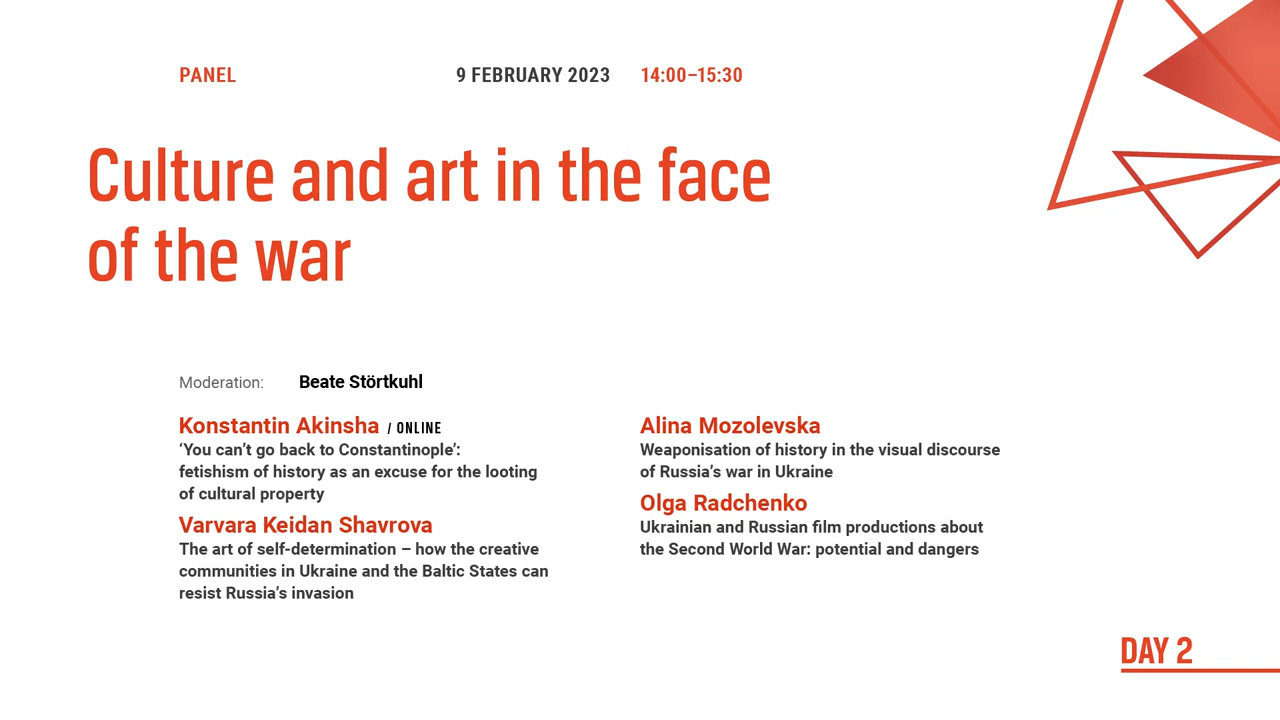 PANEL 9 FEBRUARY 2023 14:00–15:30
Culture and art in the face
of the war
Moderation: Beate Störtkuhl
Konstantin Akinsha / ONLINE
‘You can’t go back to Constantinople’:
fetishism of history as an excuse for the looting
of cultural property
Varvara Keidan Shavrova
The art of self-determination – how the creative
communities in Ukraine and the Baltic States can
resist Russia’s invasion
Alina Mozolevska
Weaponisation of history in the visual discourse
of Russia’s war in Ukraine
Olga Radchenko
Ukrainian and Russian film productions about
the Second World War: potential and dangers
DAY 2